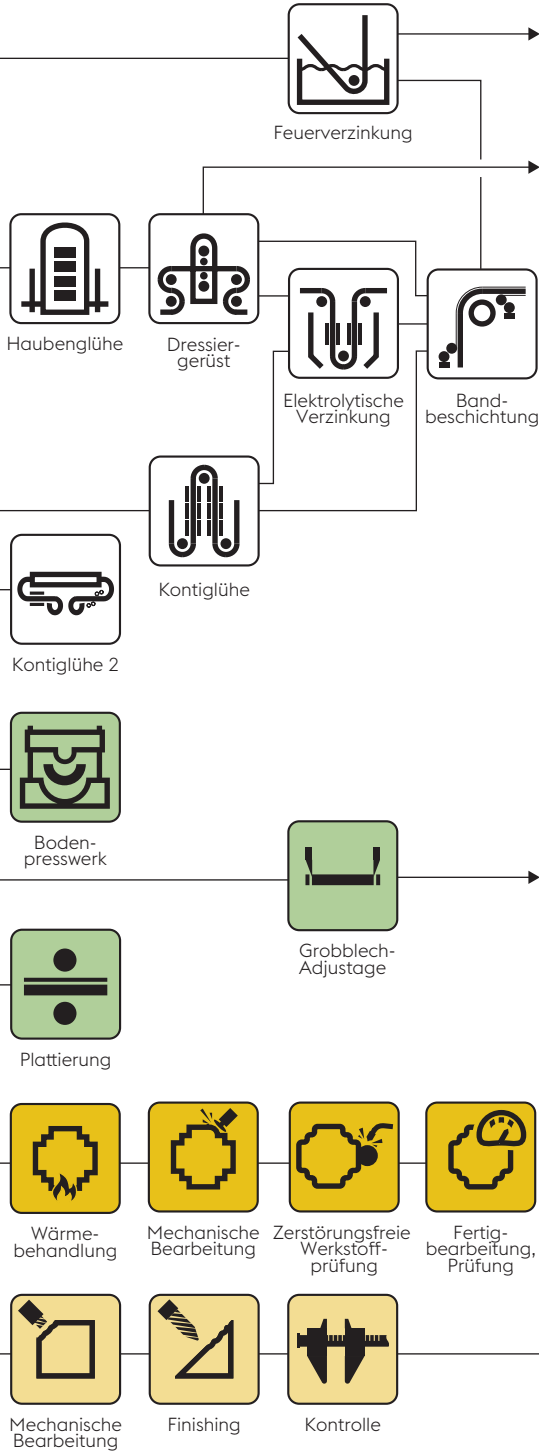 Feuerverzinkung
Haubenglühe
Dressier-
gerüst
Elektrolytische
Verzinkung
Band-
beschichtung
Kontiglühe
Kontiglühe 2
Boden-
presswerk
Grobblech-
Adjustage
Plattierung
Wärme-
behandlung
Mechanische
Bearbeitung
Zerstörungsfreie
Werkstoff-
prüfung
Fertig-
bearbeitung,
Prüfung
Mechanische
Bearbeitung
Finishing
Kontrolle